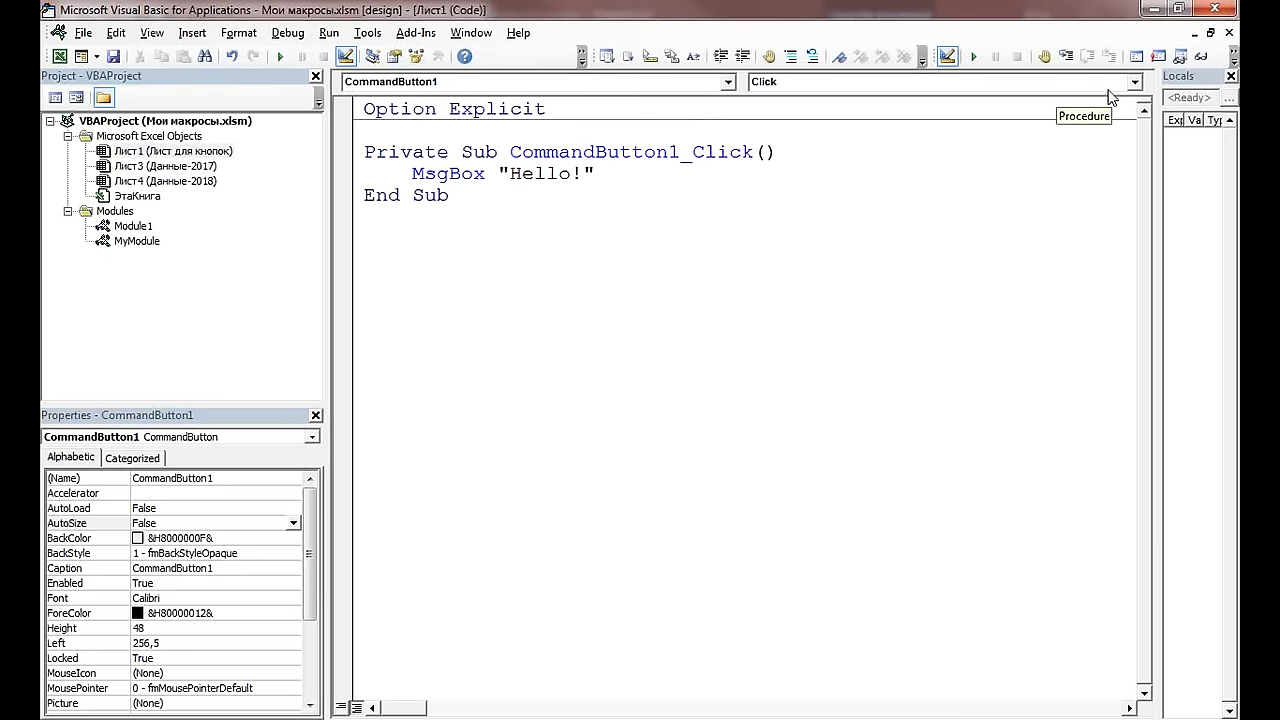 Microsoft Visual Basic for Applications - Мои макросы.xlsm [design] - [Лист1 (Code)]
File Edit View Insert Format Debug Run Tools Add-Ins Window Help
Project - VBAProject
VBAProject (Мои макросы.xlsm)
Microsoft Excel Objects
Лист1 (Лист для кнопок)
Лист3 (Данные-2017)
Лист4 (Данные-2018)
ЭтаКнига
Modules
Module1
MyModule
Properties - CommandButton1
CommandButton1 CommandButton
Alphabetic Categorized
(Name) CommandButton1
Accelerator
AutoLoad False
AutoSize False
BackColor &H8000000F&
BackStyle 1 - fmBackStyleOpaque
Caption CommandButton1
Enabled True
Font Calibri
ForeColor &H80000012&
Height 48
Left 256,5
Locked True
MouseIcon (None)
MousePointer 0 - fmMousePointerDefault
Picture (None)
CommandButton1 Click
Procedure
Option Explicit
Private Sub CommandButton1_Click()
MsgBox "Hello!"
End Sub
Locals
<Ready> ...
Exp Va Typ